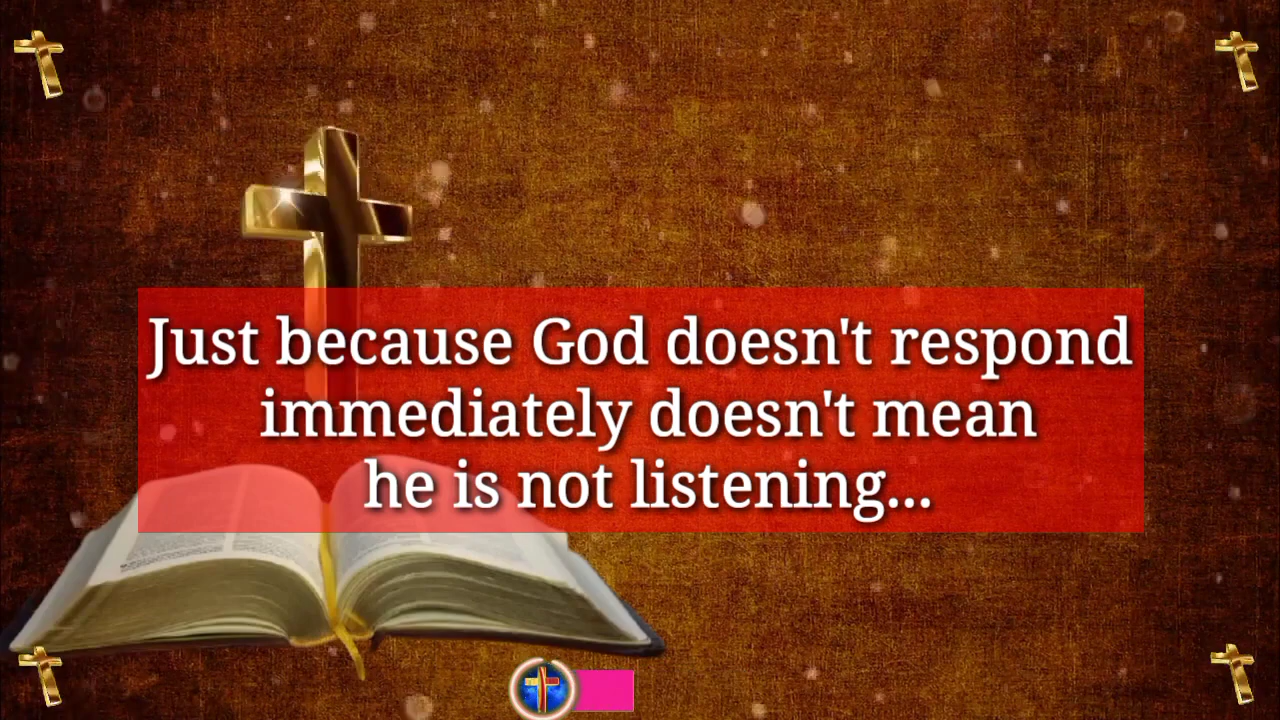 Just because God doesn't respond
immediately doesn't mean
he is not listening...